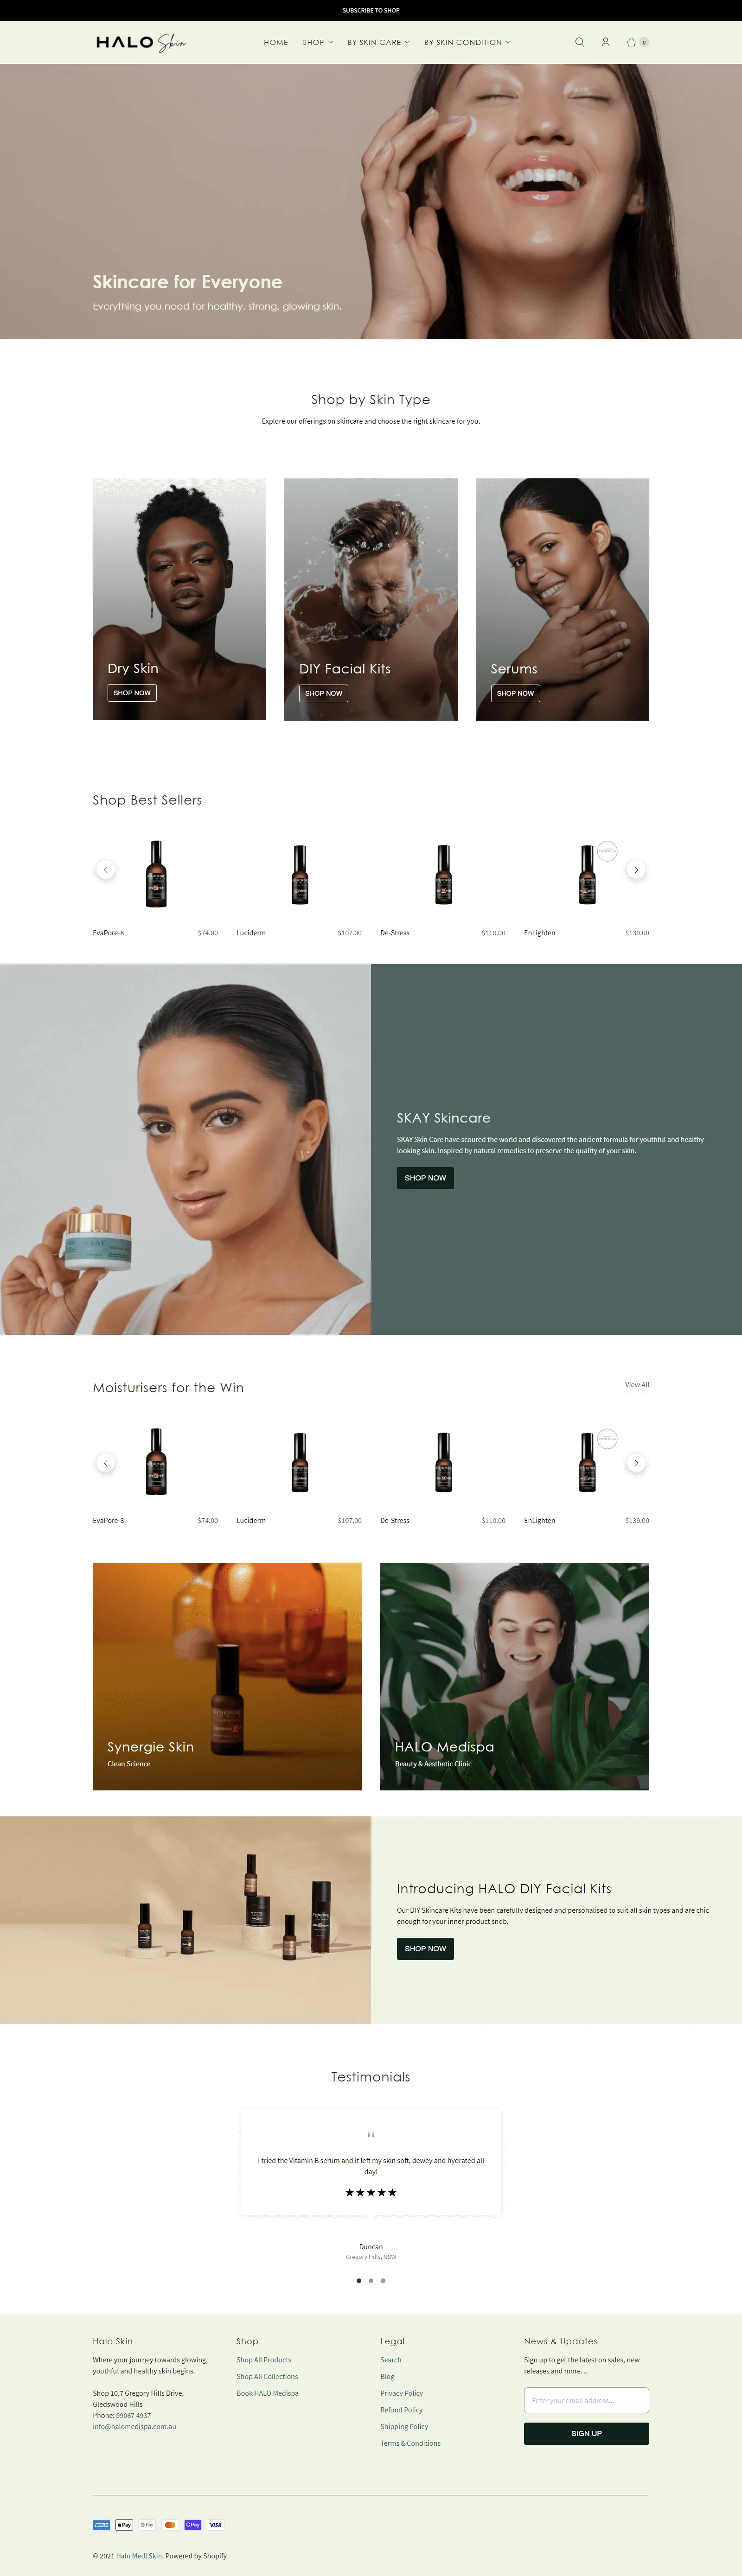 SUBSCRIBE TO SHOP
HALO Skin
HOME SHOP BY SKIN CARE BY SKIN CONDITION
0
Skincare for Everyone
Everything you need for healthy, strong, glowing skin.
Shop by Skin Type
Explore our offerings on skincare and choose the right skincare for you.
Dry Skin
SHOP NOW
DIY Facial Kits
SHOP NOW
Serums
SHOP NOW
Shop Best Sellers
EvaPore-8 $74.00
Luciderm $107.00
De-Stress $110.00
EnLighten $139.00
SKAY
SKAY Skincare
SKAY Skin Care have scoured the world and discovered the ancient formula for youthful and healthy
looking skin. Inspired by natural remedies to preserve the quality of your skin.
SHOP NOW
Moisturisers for the Win
View All
EvaPore-8 $74.00
Luciderm $107.00
De-Stress $110.00
EnLighten $139.00
Synergie Skin
Clean Science
HALO Medispa
Beauty & Aesthetic Clinic
Introducing HALO DIY Facial Kits
Our DIY Skincare Kits have been carefully designed and personalised to suit all skin types and are chic
enough for your inner product snob.
SHOP NOW
Testimonials
“
I tried the Vitamin B serum and it left my skin soft, dewey and hydrated all
day!
★★★★★
Duncan
Gregory Hills, NSW
Halo Skin
Where your journey towards glowing,
youthful and healthy skin begins.
Shop 10,7 Gregory Hills Drive,
Gledswood Hills
Phone: 99067 4937
info@halomedispa.com.au
Shop
Shop All Products
Shop All Collections
Book HALO Medispa
Legal
Search
Blog
Privacy Policy
Refund Policy
Shipping Policy
Terms & Conditions
News & Updates
Sign up to get the latest on sales, new
releases and more…
Enter your email address...
SIGN UP
Pay G Pay OPay VISA
© 2021 Halo Medi Skin. Powered by Shopify